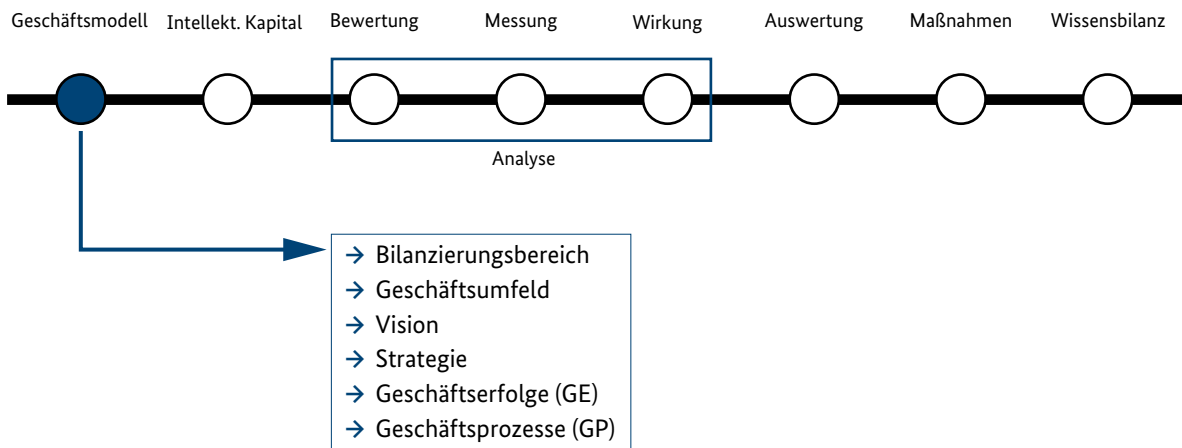 Geschäftsmodell Intellekt. Kapital Bewertung Messung Wirkung Auswertung Maßnahmen Wissensbilanz
Analyse
→ Bilanzierungsbereich
→ Geschäftsumfeld
→ Vision
→ Strategie
→ Geschäftserfolge (GE)
→ Geschäftsprozesse (GP)